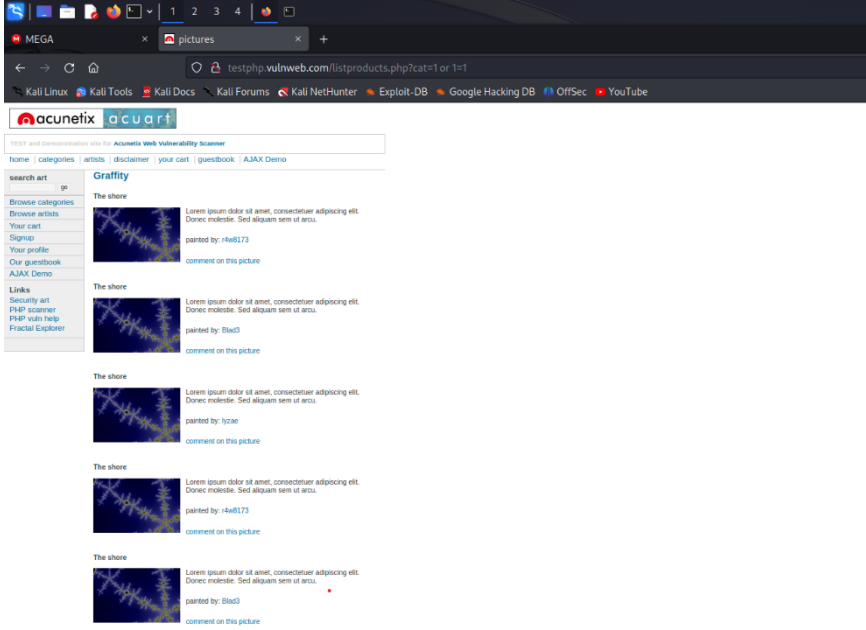 1 2 3 4
MEGA × pictures × +
testphp.vulnweb.com/listproducts.php?cat=1 or 1=1
Kali Linux Kali Tools Kali Docs Kali Forums Kali NetHunter Exploit-DB Google Hacking DB OffSec YouTube
acunetix acuart
TEST and Demonstration site for Acunetix Web Vulnerability Scanner
home | categories | artists | disclaimer | your cart | guestbook | AJAX Demo
search art
go
Browse categories
Browse artists
Your cart
Signup
Your profile
Our guestbook
AJAX Demo
Links
Security art
PHP scanner
PHP vuln help
Fractal Explorer
Graffity
The shore
Lorem ipsum dolor sit amet, consectetuer adipiscing elit.
Donec molestie. Sed aliquam sem ut arcu.
painted by: r4w8173
comment on this picture
The shore
Lorem ipsum dolor sit amet, consectetuer adipiscing elit.
Donec molestie. Sed aliquam sem ut arcu.
painted by: Blad3
comment on this picture
The shore
Lorem ipsum dolor sit amet, consectetuer adipiscing elit.
Donec molestie. Sed aliquam sem ut arcu.
painted by: lyzae
comment on this picture
The shore
Lorem ipsum dolor sit amet, consectetuer adipiscing elit.
Donec molestie. Sed aliquam sem ut arcu.
painted by: r4w8173
comment on this picture
The shore
Lorem ipsum dolor sit amet, consectetuer adipiscing elit.
Donec molestie. Sed aliquam sem ut arcu.
painted by: Blad3
comment on this picture